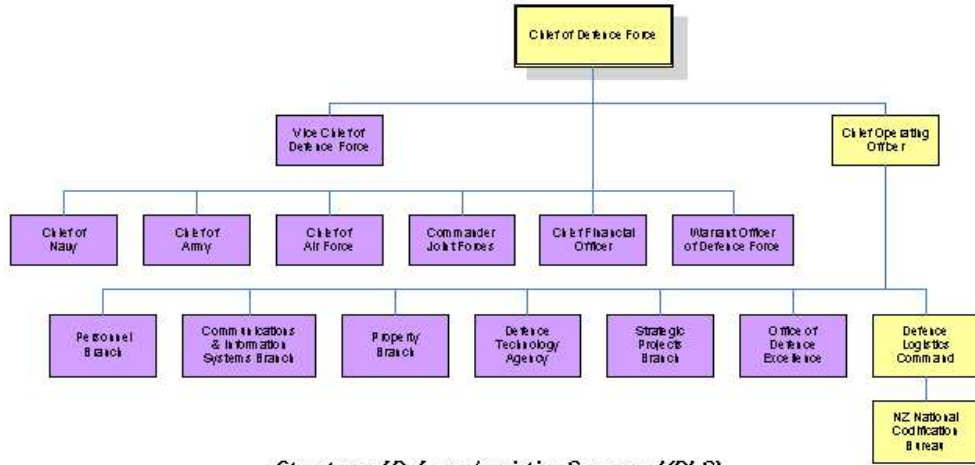 Chief of Defence Force
Vice Chief of
Defence Force
Chief Operating
Officer
Chief of
Navy
Chief of
Army
Chief of
Air Force
Commander
Joint Forces
Chief Financial
Officer
Warrant Officer
of Defence Force
Personnel
Branch
Communications
& Information
Systems Branch
Property
Branch
Defence
Technology
Agency
Strategic
Projects
Branch
Office of
Defence
Excellence
Defence
Logistics
Command
NZ National
Codification
Bureau